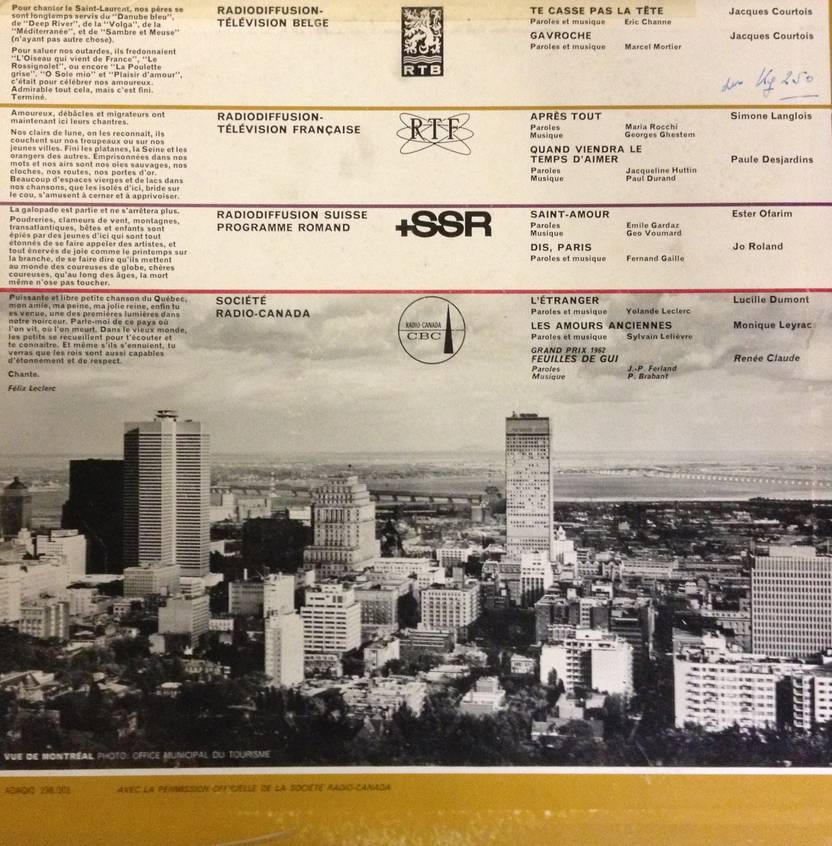 Pour chanter le Saint-Laurent, nos pères se
sont longtemps servis du "Danube bleu",
de "Deep River", de la "Volga", de la
"Méditerranée", et de "Sambre et Meuse"
(n'ayant pas autre chose).
Pour saluer nos outardes, ils fredonnaient
"L'Oiseau qui vient de France", "Le
Rossignolet", ou encore "La Poulette
grise". "O Sole mio" et "Plaisir d'amour",
c'était pour célébrer nos amoureux.
Admirable tout cela, mais c'est fini.
Terminé.
RADIODIFFUSION-
TÉLÉVISION BELGE
RTB
TE CASSE PAS LA TÊTE Jacques Courtois
Paroles et musique Eric Channe
GAVROCHE Jacques Courtois
Paroles et musique Marcel Mortier
250
Amoureux, débâcles et migrateurs ont
maintenant ici leurs chantres.
Nos clairs de lune, on les reconnaît, ils
couchent sur nos troupeaux ou sur nos
jeunes villes. Fini les platanes, la Seine et les
orangers des autres. Emprisonnées dans nos
mots et nos airs sont nos oies sauvages, nos
cloches, nos routes, nos portes d'or.
Beaucoup d'espaces vierges et de lacs dans
nos chansons, que les isolés d'ici, bride sur
le cou, s'amusent à cerner et à apprivoiser.
RADIODIFFUSION-
TÉLÉVISION FRANÇAISE
RTF
APRÈS TOUT Simone Langlois
Paroles Maria Rocchi
Musique Georges Ghestem
QUAND VIENDRA LE
TEMPS D'AIMER Paule Desjardins
Paroles Jacqueline Huttin
Musique Paul Durand
La galopade est partie et ne s'arrêtera plus.
Poudreries, clameurs de vent, montagnes,
transatlantiques, bêtes et enfants sont
épiés par des jeunes d'ici qui sont tout
étonnés de se faire appeler des artistes, et
tout énervés de joie comme le printemps sur
la branche, de se faire dire qu'ils mettent
au monde des coureuses de globe, chères
coureuses, qu'au long des âges, la mort
même n'ose pas toucher.
RADIODIFFUSION SUISSE
PROGRAMME ROMAND
+SSR
SAINT-AMOUR Ester Ofarim
Paroles Emile Gardaz
Musique Geo Voumard
DIS, PARIS Jo Roland
Paroles et musique Fernand Gaille
Puissante et libre petite chanson du Québec,
mon amie, ma peine, ma jolie reine, enfin tu
es venue, une des premières lumières dans
notre noirceur. Parle-moi de ce pays où
l'on vit, où l'on meurt. Dans le vieux monde,
les petits se recueillent pour t'écouter et
te connaître. Et même s'ils s'ennuient, tu
verras que les rois sont aussi capables
d'étonnement et de respect.
Chante.
Félix Leclerc
SOCIÉTÉ
RADIO-CANADA
RADIO-CANADA
CBC
L'ÉTRANGER Lucille Dumont
Paroles et musique Yolande Leclerc
LES AMOURS ANCIENNES Monique Leyrac
Paroles et musique Sylvain Lelièvre
GRAND PRIX 1962
FEUILLES DE GUI Renée Claude
Paroles J.-P. Ferland
Musique P. Brabant
VUE DE MONTRÉAL PHOTO: OFFICE MUNICIPAL DU TOURISME
ADAGIO
AVEC LA PERMISSION OFFICIELLE DE LA SOCIÉTÉ RADIO-CANADA